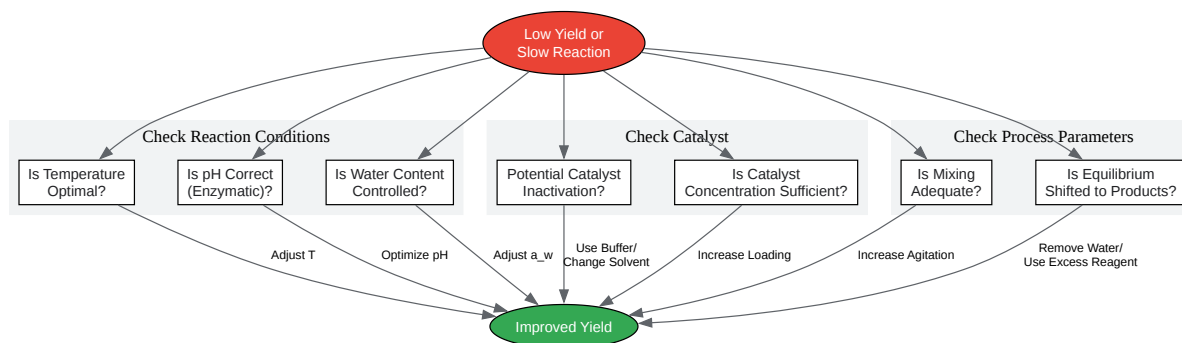 Low Yield or
Slow Reaction
Check Reaction Conditions
Check Catalyst
Check Process Parameters
Is Temperature
Optimal?
Is pH Correct
(Enzymatic)?
Is Water Content
Controlled?
Potential Catalyst
Inactivation?
Is Catalyst
Concentration Sufficient?
Is Mixing
Adequate?
Is Equilibrium
Shifted to Products?
Adjust T
Optimize pH
Adjust a_w
Use Buffer/
Change Solvent
Increase Loading
Increase Agitation
Remove Water/
Use Excess Reagent
Improved Yield